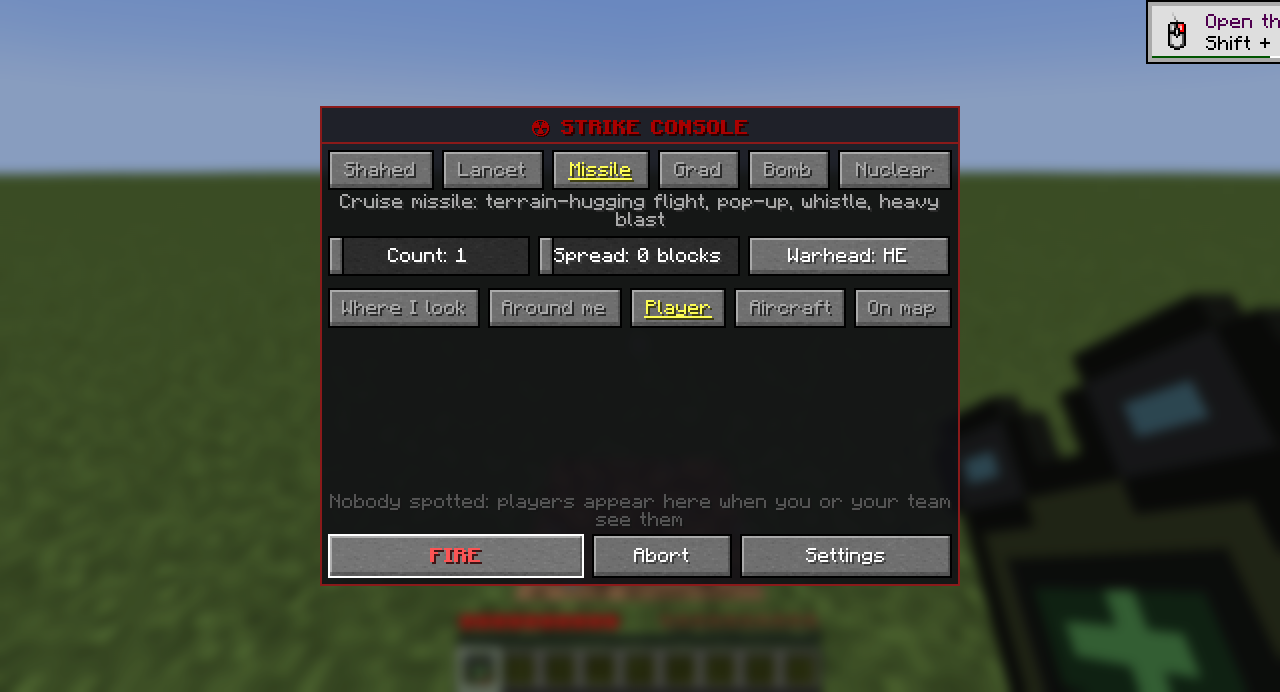 Open th
Shift +
☢ STRIKE CONSOLE
Shahed Lancet Missile Grad Bomb Nuclear
Cruise missile: terrain-hugging flight, pop-up, whistle, heavy
blast
Count: 1 Spread: 0 blocks Warhead: HE
Where I look Around me Player Aircraft On map
Nobody spotted: players appear here when you or your team
see them
FIRE Abort Settings